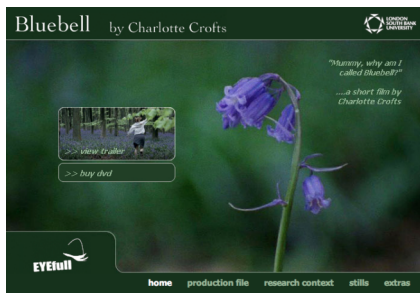 Bluebell by Charlotte Crofts
LONDON
SOUTH BANK
UNIVERSITY
"Mummy, why am I
called Bluebell?"
....a short film by
Charlotte Crofts
>> view trailer
>> buy dvd
EYEfull
home production file research context stills extras